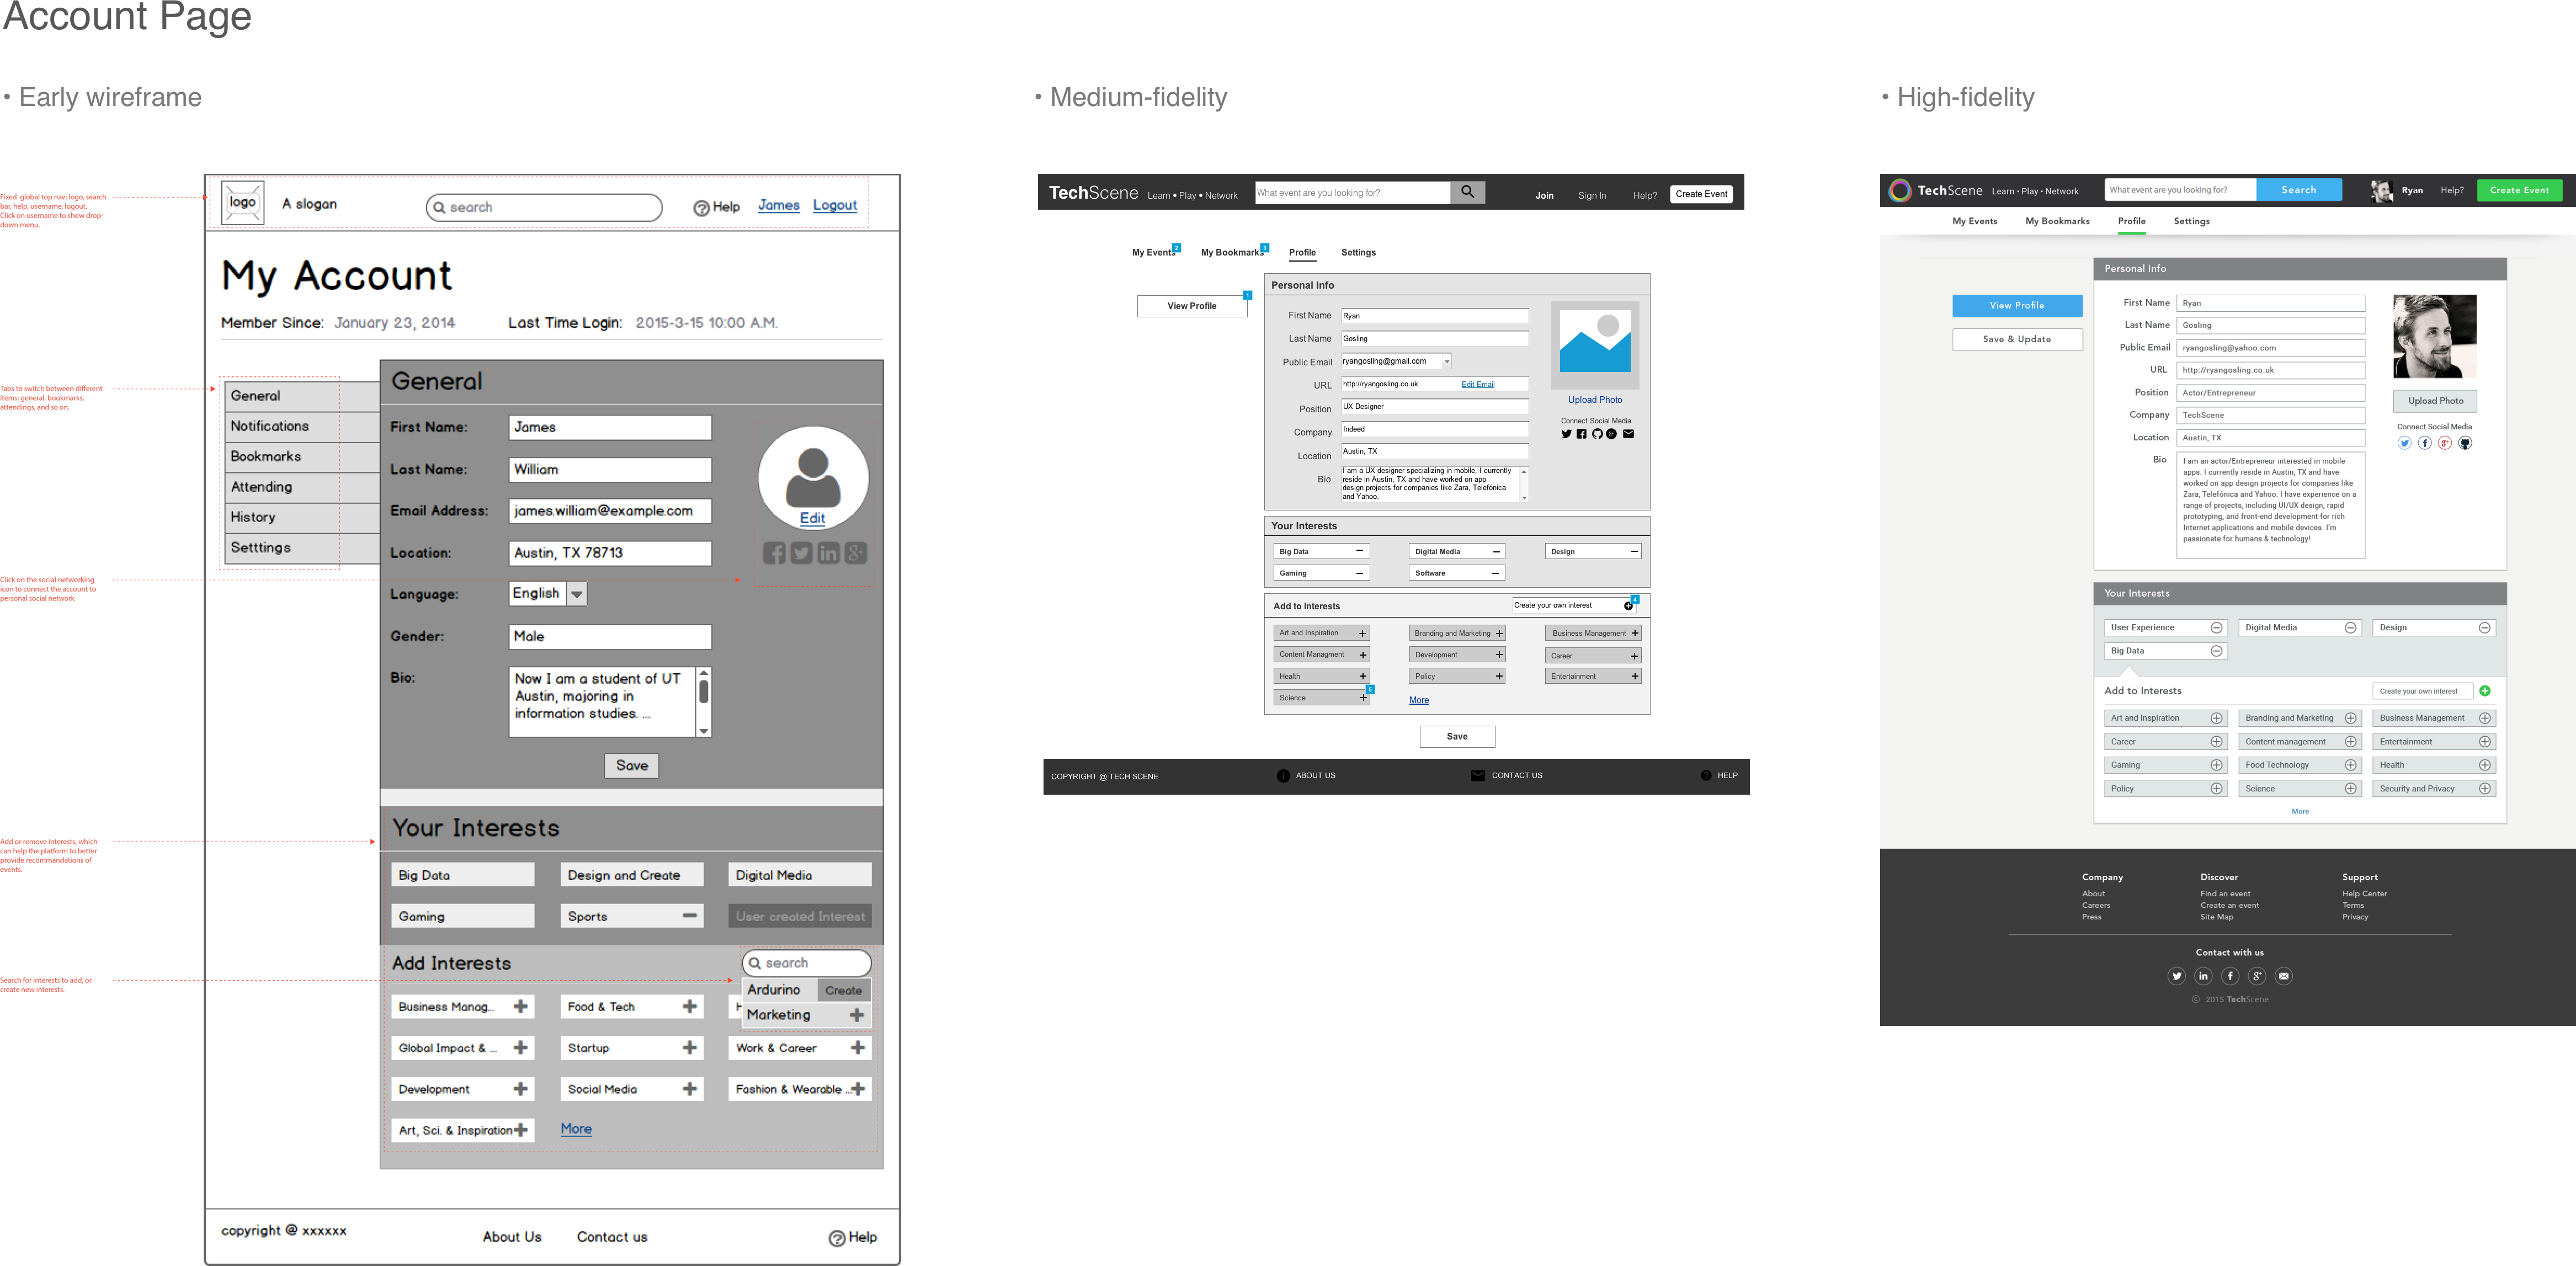 Account Page
• Early wireframe
Fixed global top nav: logo, search
bar, help, username, logout.
Click on username to show drop-
down menu.
Tabs to switch between different
items: general, bookmarks,
attendings, and so on.
Click on the social networking
icon to connect the account to
personal social network
Add or remove interests, which
can help the platform to better
provide recommandations of
events.
Search for interests to add, or
create new interests.
logo
A slogan
search
Help
James
Logout
My Account
Member Since: January 23, 2014
Last Time Login: 2015-3-15 10:00 A.M.
General
Notifications
Bookmarks
Attending
History
Setttings
General
First Name: James
Last Name: William
Email Address: james.william@example.com
Location: Austin, TX 78713
Language: English
Gender: Male
Bio: Now I am a student of UT
Austin, majoring in
information studies. ...
Edit
Save
Your Interests
Big Data
Design and Create
Digital Media
Gaming
Sports
User created Interest
Add Interests
search
Ardurino
Create
Marketing
Business Manag...
Food & Tech
H
Global Impact & ...
Startup
Work & Career
Development
Social Media
Fashion & Wearable ...
Art, Sci. & Inspiration
More
copyright @ xxxxxx
About Us
Contact us
Help
• Medium-fidelity
TechScene
Learn • Play • Network
What event are you looking for?
Join
Sign In
Help?
Create Event
My Events 2
My Bookmarks 3
Profile
Settings
View Profile 1
Personal Info
First Name Ryan
Last Name Gosling
Public Email ryangosling@gmail.com
URL http://ryangosling.co.uk Edit Email
Position UX Designer
Company Indeed
Location Austin, TX
Bio I am a UX designer specializing in mobile. I currently
reside in Austin, TX and have worked on app
design projects for companies like Zara, Telefónica
and Yahoo.
Upload Photo
Connect Social Media
Your Interests
Big Data
Digital Media
Design
Gaming
Software
Add to Interests
Create your own interest 4
Art and Inspiration
Branding and Marketing
Business Management
Content Managment
Development
Career
Health
Policy
Entertainment
Science 5
More
Save
COPYRIGHT @ TECH SCENE
ABOUT US
CONTACT US
HELP
• High-fidelity
TechScene
Learn • Play • Network
What event are you looking for?
Search
Ryan
Help?
Create Event
My Events
My Bookmarks
Profile
Settings
View Profile
Save & Update
Personal Info
First Name Ryan
Last Name Gosling
Public Email ryangosling@yahoo.com
URL http://ryangosling.co.uk
Position Actor/Entrepreneur
Company TechScene
Location Austin, TX
Bio I am an actor/Entrepreneur interested in mobile
apps. I currently reside in Austin, TX and have
worked on app design projects for companies like
Zara, Telefónica and Yahoo. I have experience on a
range of projects, including UI/UX design, rapid
prototyping, and front-end development for rich
Internet applications and mobile devices. I'm
passionate for humans & technology!
Upload Photo
Connect Social Media
Your Interests
User Experience
Digital Media
Design
Big Data
Add to Interests
Create your own interest
Art and Inspiration
Branding and Marketing
Business Management
Career
Content management
Entertainment
Gaming
Food Technology
Health
Policy
Science
Security and Privacy
More
Company
About
Careers
Press
Discover
Find an event
Create an event
Site Map
Support
Help Center
Terms
Privacy
Contact with us
© 2015 TechScene